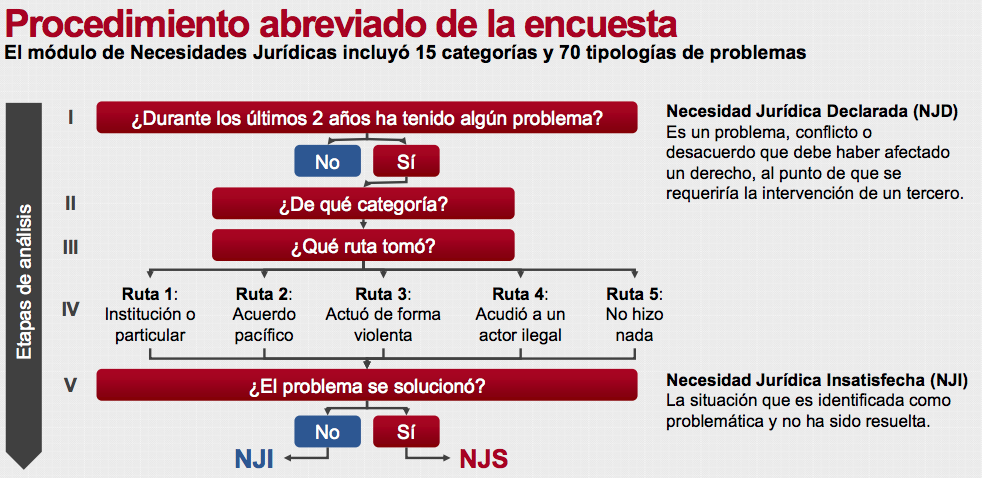 Procedimiento abreviado de la encuesta
El módulo de Necesidades Jurídicas incluyó 15 categorías y 70 tipologías de problemas
Etapas de análisis
I
¿Durante los últimos 2 años ha tenido algún problema?
No
Sí
II
¿De qué categoría?
III
¿Qué ruta tomó?
IV
Ruta 1:
Institución o
particular
Ruta 2:
Acuerdo
pacífico
Ruta 3:
Actuó de forma
violenta
Ruta 4:
Acudió a un
actor ilegal
Ruta 5:
No hizo
nada
V
¿El problema se solucionó?
No
Sí
NJI
NJS
Necesidad Jurídica Declarada (NJD)
Es un problema, conflicto o
desacuerdo que debe haber afectado
un derecho, al punto de que se
requeriría la intervención de un tercero.
Necesidad Jurídica Insatisfecha (NJI)
La situación que es identificada como
problemática y no ha sido resuelta.